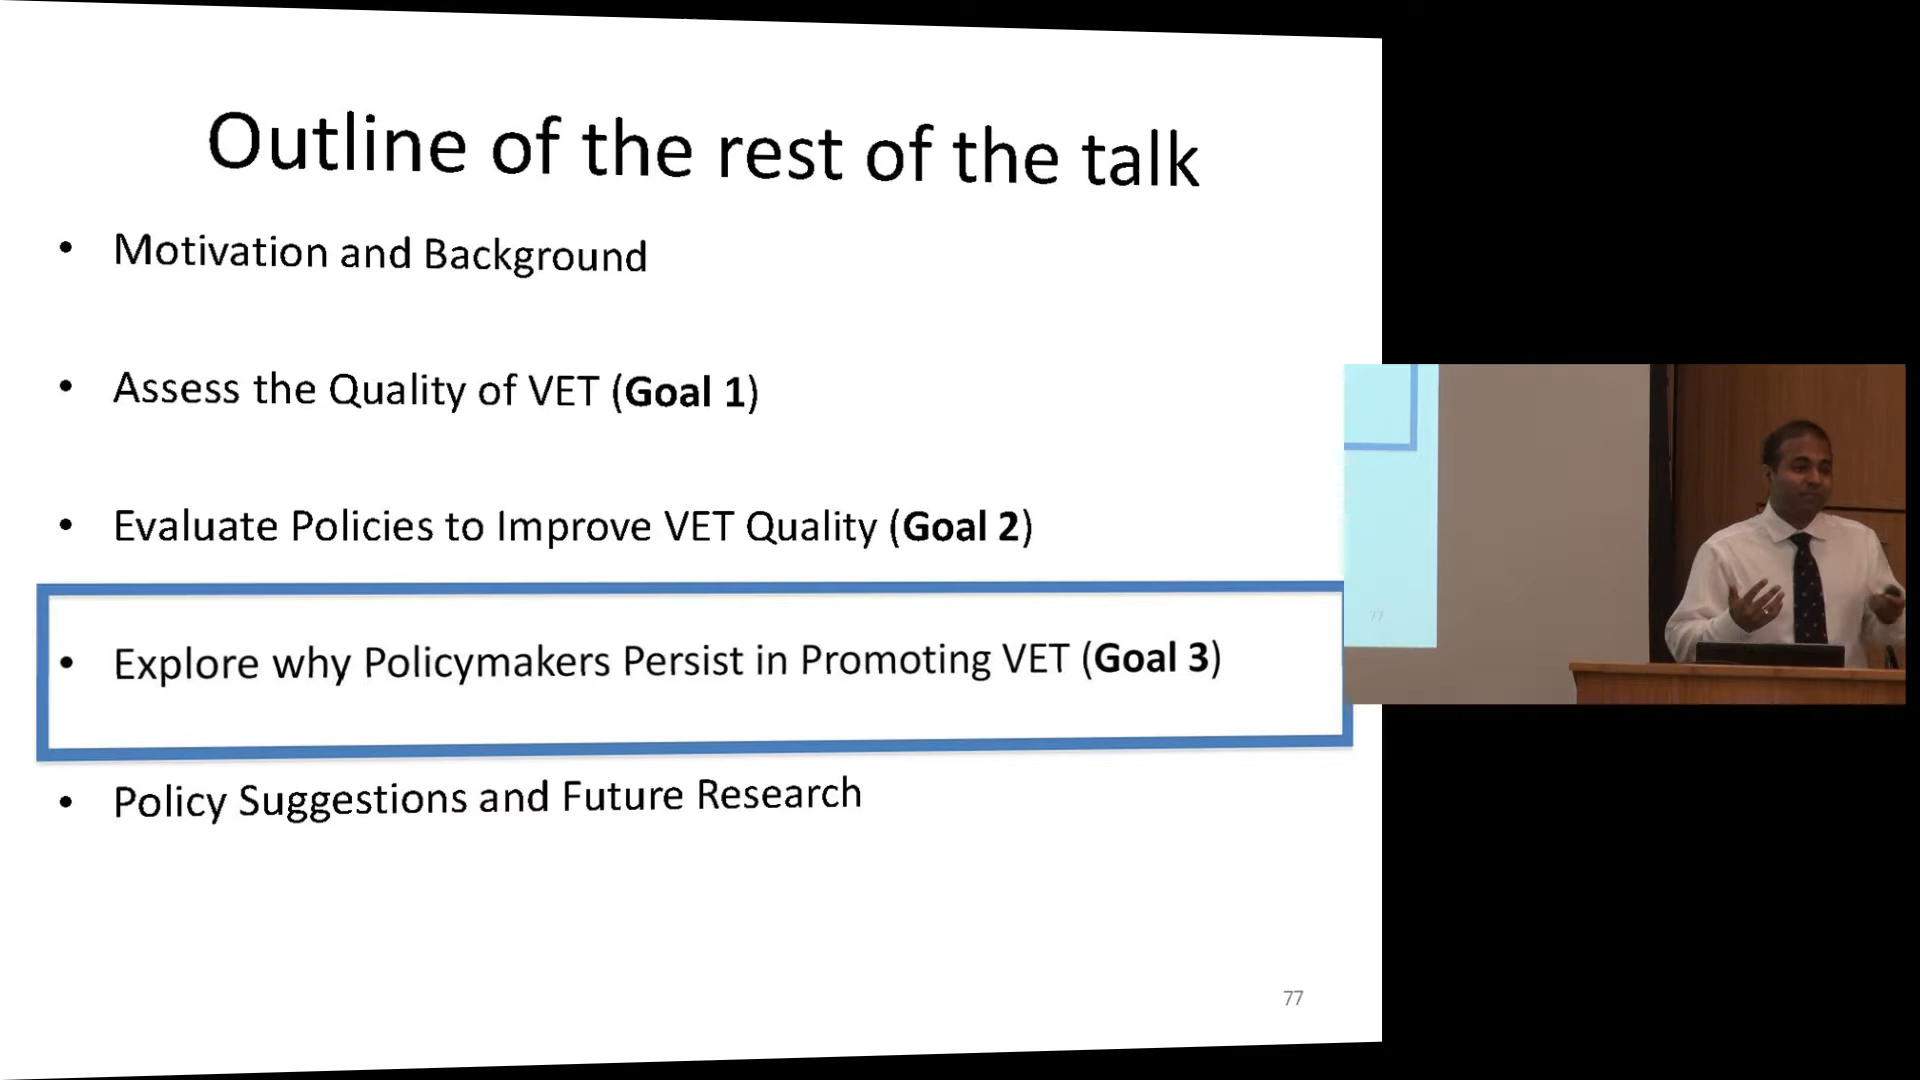 Outline of the rest of the talk
• Motivation and Background
• Assess the Quality of VET (Goal 1)
• Evaluate Policies to Improve VET Quality (Goal 2)
• Explore why Policymakers Persist in Promoting VET (Goal 3)
• Policy Suggestions and Future Research
77
77